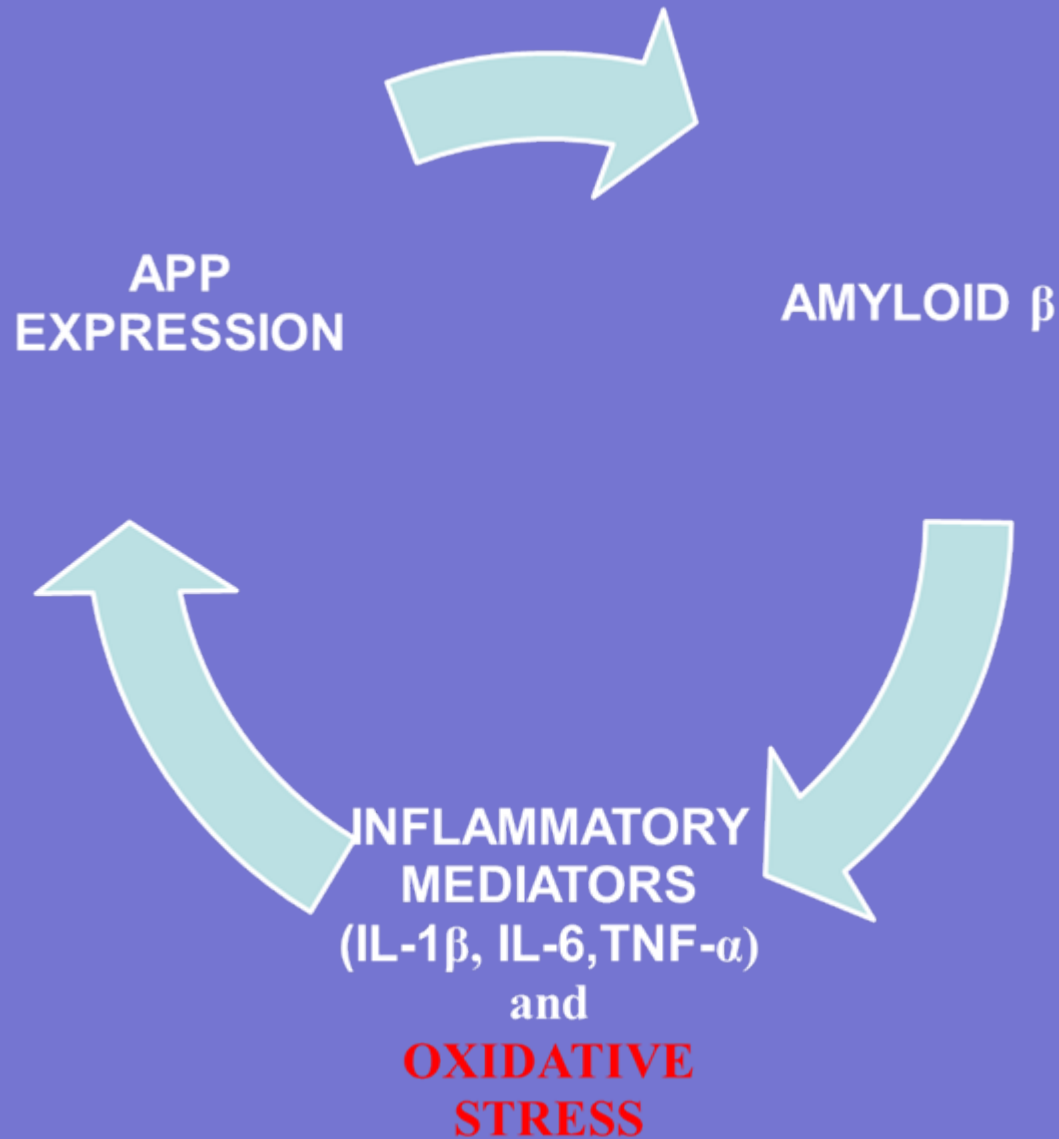 APP
EXPRESSION
AMYLOID β
INFLAMMATORY
MEDIATORS
(IL-1β, IL-6,TNF-α)
and
OXIDATIVE
STRESS